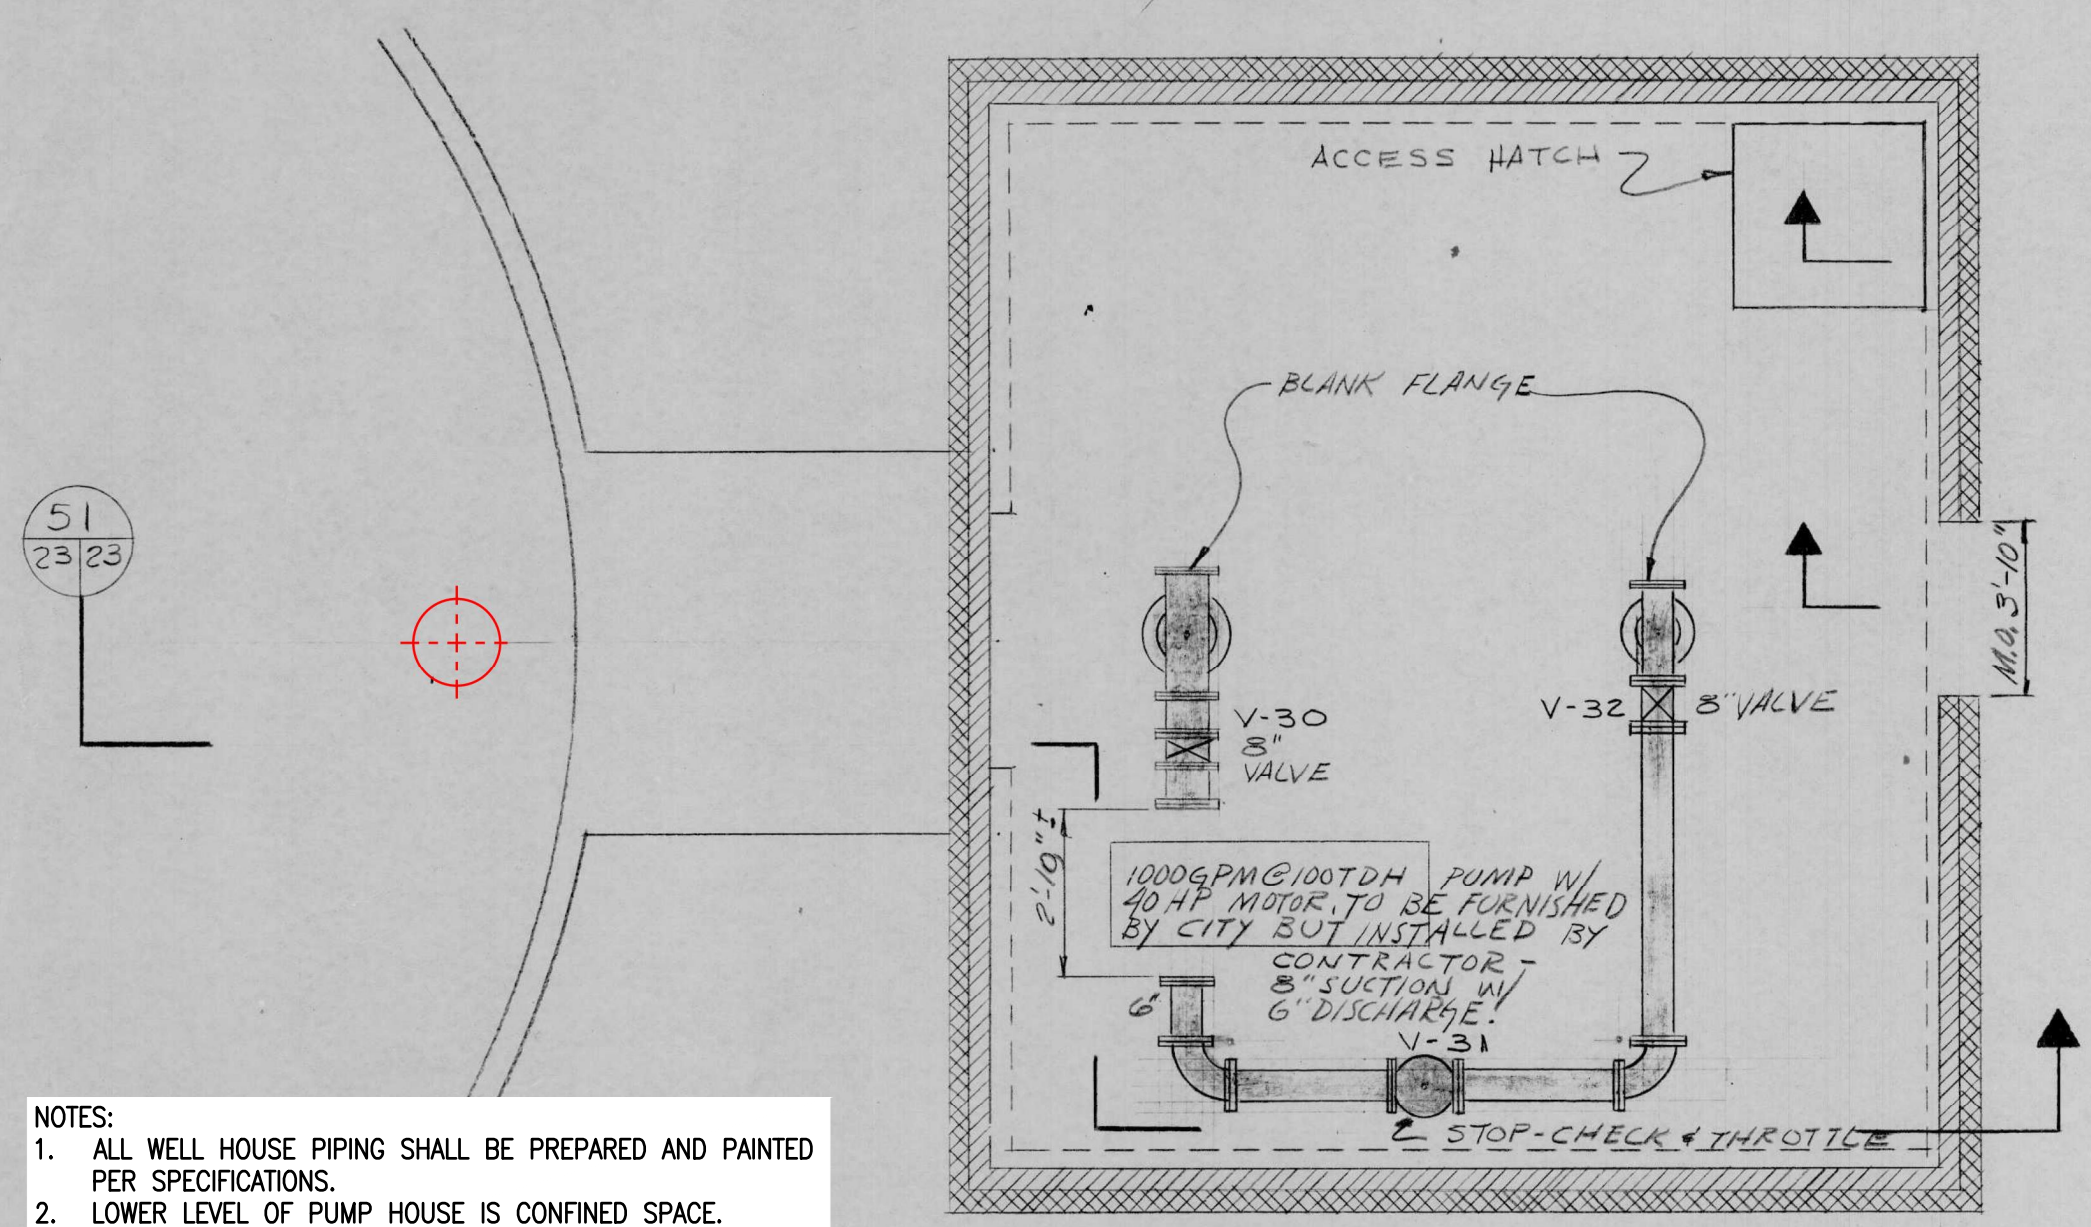 ACCESS HATCH
BLANK FLANGE
51
23 23
M.O. 3'-10"
V-30
8"
VALVE
V-32
8" VALVE
2'-10" ±
1000GPM@100TDH PUMP W/
40 HP MOTOR, TO BE FURNISHED
BY CITY BUT INSTALLED BY
CONTRACTOR -
8" SUCTION W/
6" DISCHARGE.
6"
V-31
STOP-CHECK & THROTTLE
NOTES:
1. ALL WELL HOUSE PIPING SHALL BE PREPARED AND PAINTED
PER SPECIFICATIONS.
2. LOWER LEVEL OF PUMP HOUSE IS CONFINED SPACE.